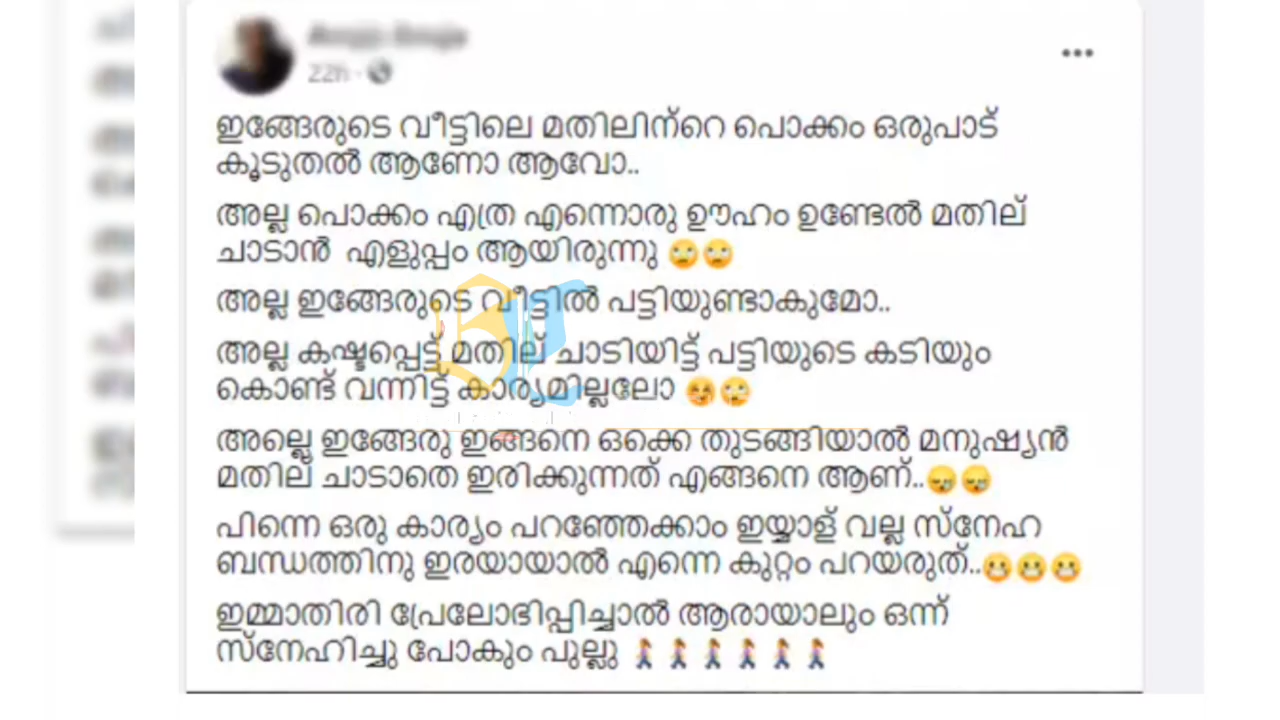 22h
ഇങ്ങേരുടെ വീട്ടിലെ മതിലിന്റെ പൊക്കം ഒരുപാട്
കൂടുതൽ ആണോ ആവോ..
അല്ല പൊക്കം എത്ര എന്നൊരു ഊഹം ഉണ്ടേൽ മതില്
ചാടാൻ എളുപ്പം ആയിരുന്നു 🙄🙄
അല്ല ഇങ്ങേരുടെ വീട്ടിൽ പട്ടിയുണ്ടാകുമോ..
അല്ല കഷ്ടപ്പെട്ട് മതില് ചാടിയിട്ട് പട്ടിയുടെ കടിയും
കൊണ്ട് വന്നിട്ട് കാര്യമില്ലലോ 🤭🙄
അല്ലെ ഇങ്ങേരു ഇങ്ങനെ ഒക്കെ തുടങ്ങിയാൽ മനുഷ്യൻ
മതില് ചാടാതെ ഇരിക്കുന്നത് എങ്ങനെ ആണ്..😪😪
പിന്നെ ഒരു കാര്യം പറഞ്ഞേക്കാം ഇയ്യാള് വല്ല സ്നേഹ
ബന്ധത്തിനു ഇരയായാൽ എന്നെ കുറ്റം പറയരുത്..😬😬😬
ഇമ്മാതിരി പ്രേലോഭിപ്പിച്ചാൽ ആരായാലും ഒന്ന്
സ്നേഹിച്ചു പോകും പുല്ലു 🚶‍♀️🚶‍♀️🚶‍♀️🚶‍♀️🚶‍♀️🚶‍♀️